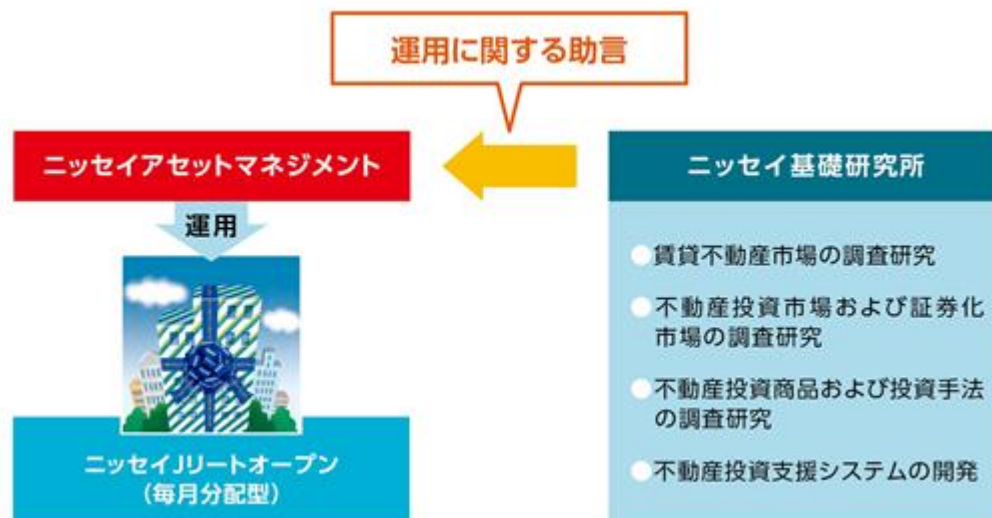 運用に関する助言
ニッセイアセットマネジメント
運用
ニッセイJリートオープン
（毎月分配型）
ニッセイ基礎研究所
●賃貸不動産市場の調査研究
●不動産投資市場および証券化
市場の調査研究
●不動産投資商品および投資手法
の調査研究
●不動産投資支援システムの開発